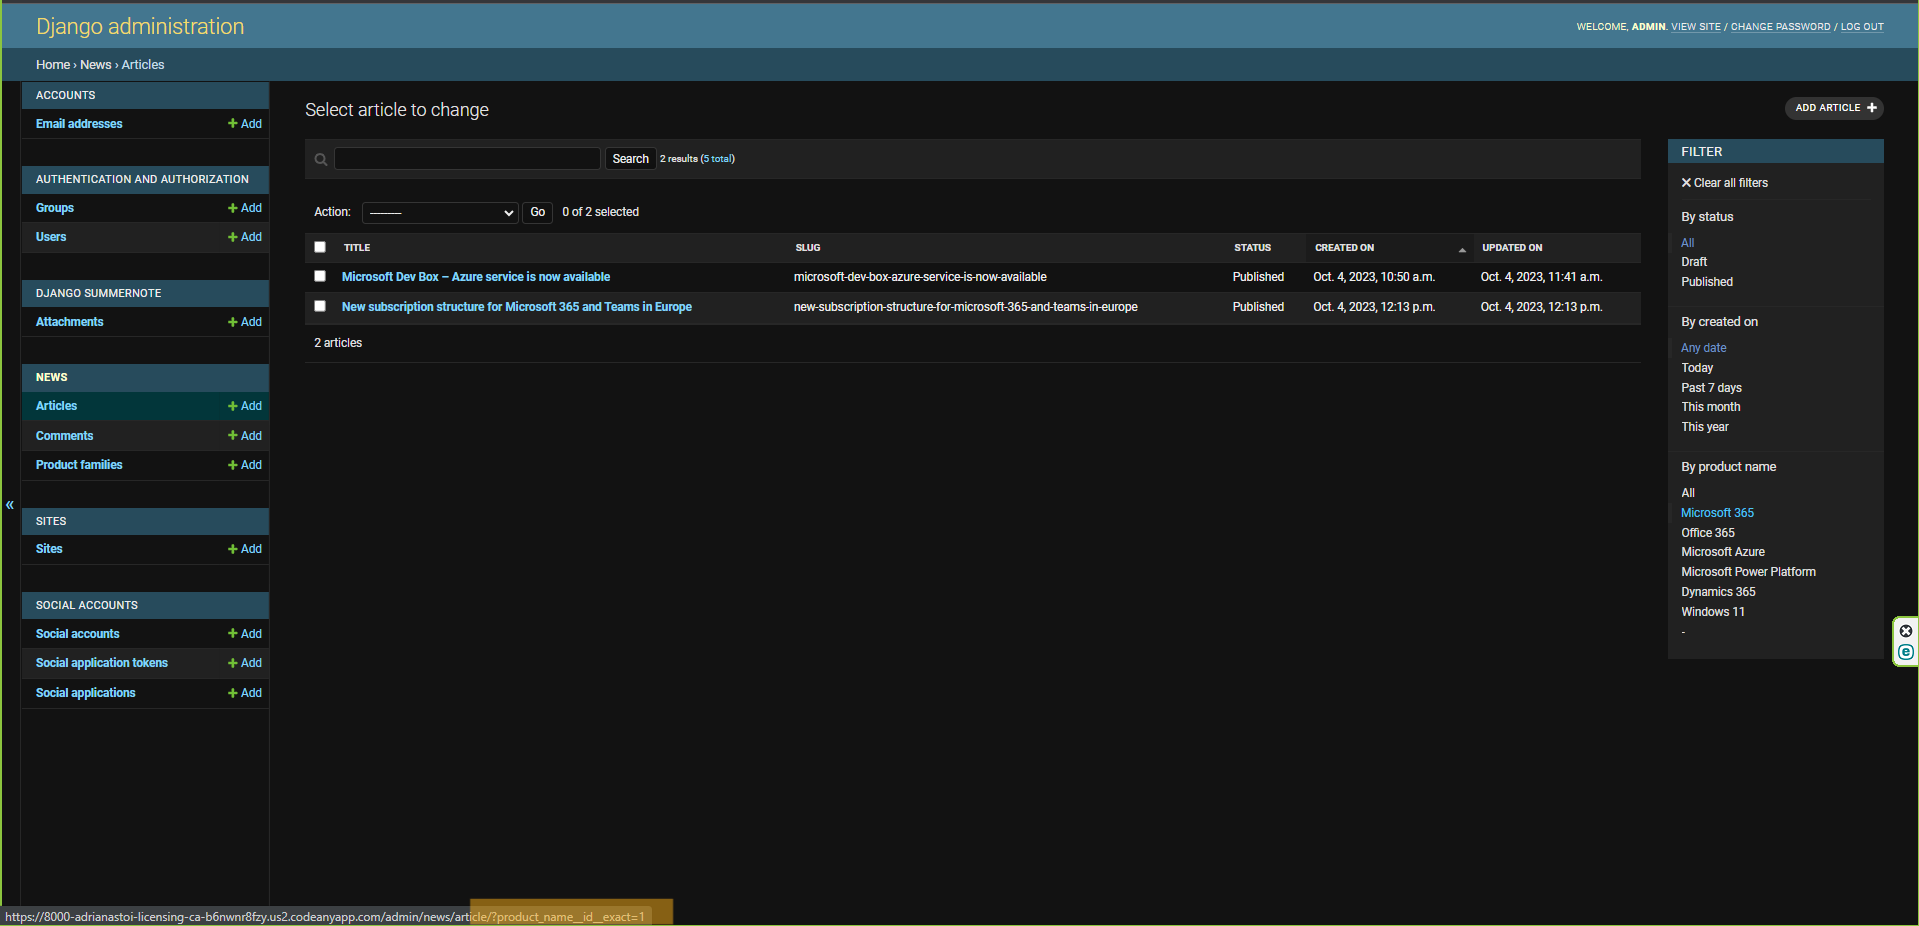 Django administration
WELCOME, ADMIN. VIEW SITE / CHANGE PASSWORD / LOG OUT
Home › News › Articles
ACCOUNTS
Email addresses + Add
AUTHENTICATION AND AUTHORIZATION
Groups + Add
Users + Add
DJANGO SUMMERNOTE
Attachments + Add
NEWS
Articles + Add
Comments + Add
Product families + Add
SITES
Sites + Add
SOCIAL ACCOUNTS
Social accounts + Add
Social application tokens + Add
Social applications + Add
«
Select article to change
ADD ARTICLE +
Search 2 results (5 total)
Action: --------- Go 0 of 2 selected
TITLE SLUG STATUS CREATED ON UPDATED ON
Microsoft Dev Box – Azure service is now available microsoft-dev-box-azure-service-is-now-available Published Oct. 4, 2023, 10:50 a.m. Oct. 4, 2023, 11:41 a.m.
New subscription structure for Microsoft 365 and Teams in Europe new-subscription-structure-for-microsoft-365-and-teams-in-europe Published Oct. 4, 2023, 12:13 p.m. Oct. 4, 2023, 12:13 p.m.
2 articles
FILTER
✕ Clear all filters
By status
All
Draft
Published
By created on
Any date
Today
Past 7 days
This month
This year
By product name
All
Microsoft 365
Office 365
Microsoft Azure
Microsoft Power Platform
Dynamics 365
Windows 11
-
https://8000-adrianastoi-licensing-ca-b6nwnr8fzy.us2.codeanyapp.com/admin/news/article/?product_name__id__exact=1